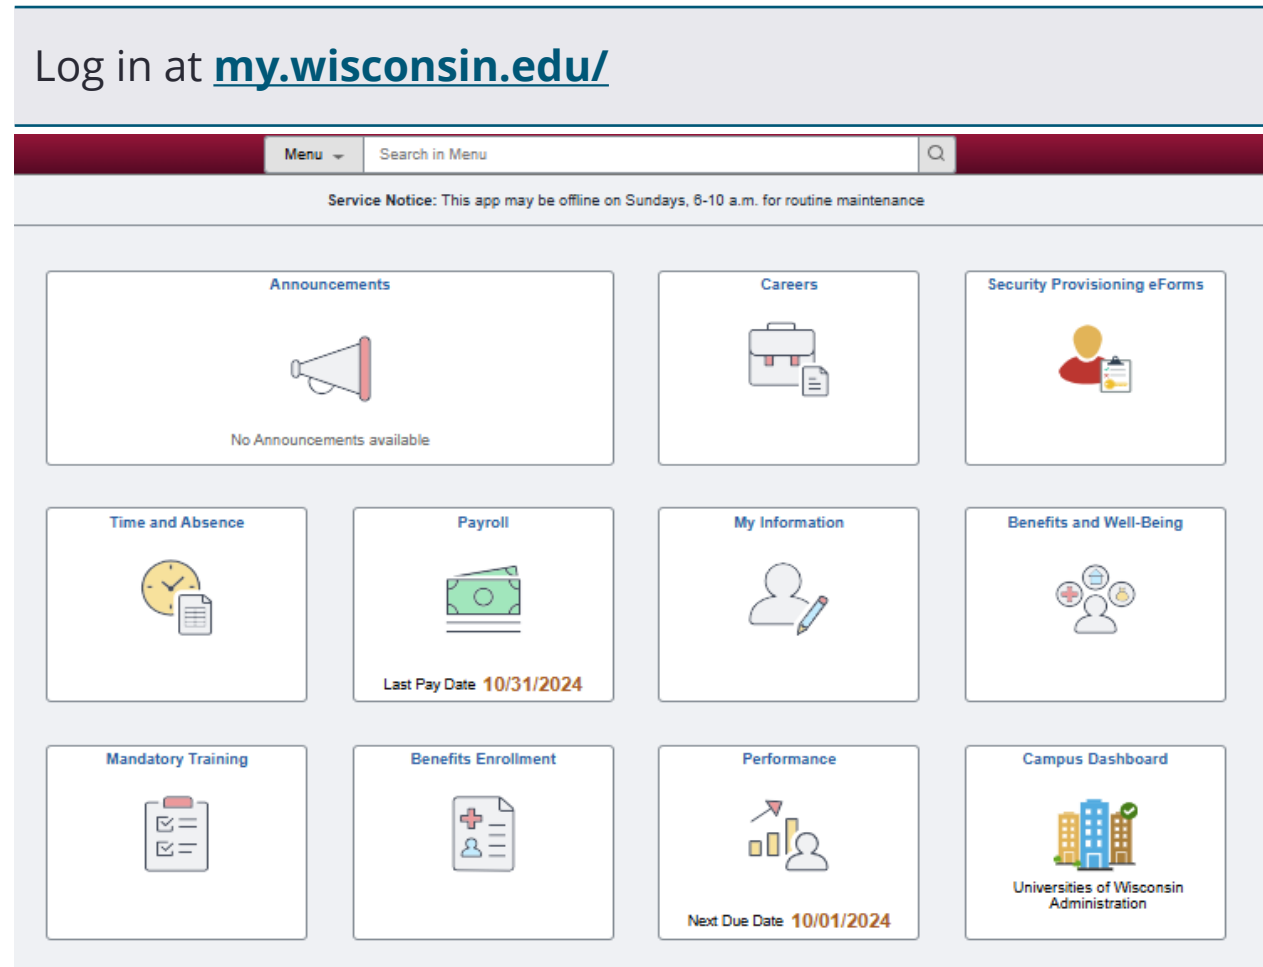 Log in at my.wisconsin.edu/
Menu
Search in Menu
Service Notice: This app may be offline on Sundays, 6-10 a.m. for routine maintenance
Announcements
No Announcements available
Careers
Security Provisioning eForms
Time and Absence
Payroll
Last Pay Date 10/31/2024
My Information
Benefits and Well-Being
Mandatory Training
Benefits Enrollment
Performance
Next Due Date 10/01/2024
Campus Dashboard
Universities of Wisconsin
Administration